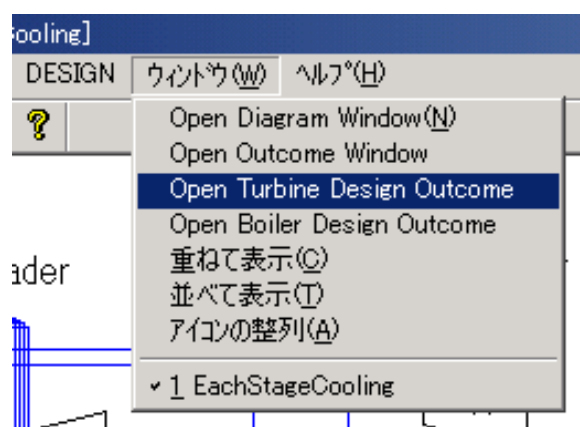 ooling]
DESIGN ウィンドウ(W) ヘルプ(H)
Open Diagram Window(N)
Open Outcome Window
Open Turbine Design Outcome
Open Boiler Design Outcome
ader
重ねて表示(C)
並べて表示(T)
アイコンの整列(A)
✓ 1 EachStageCooling